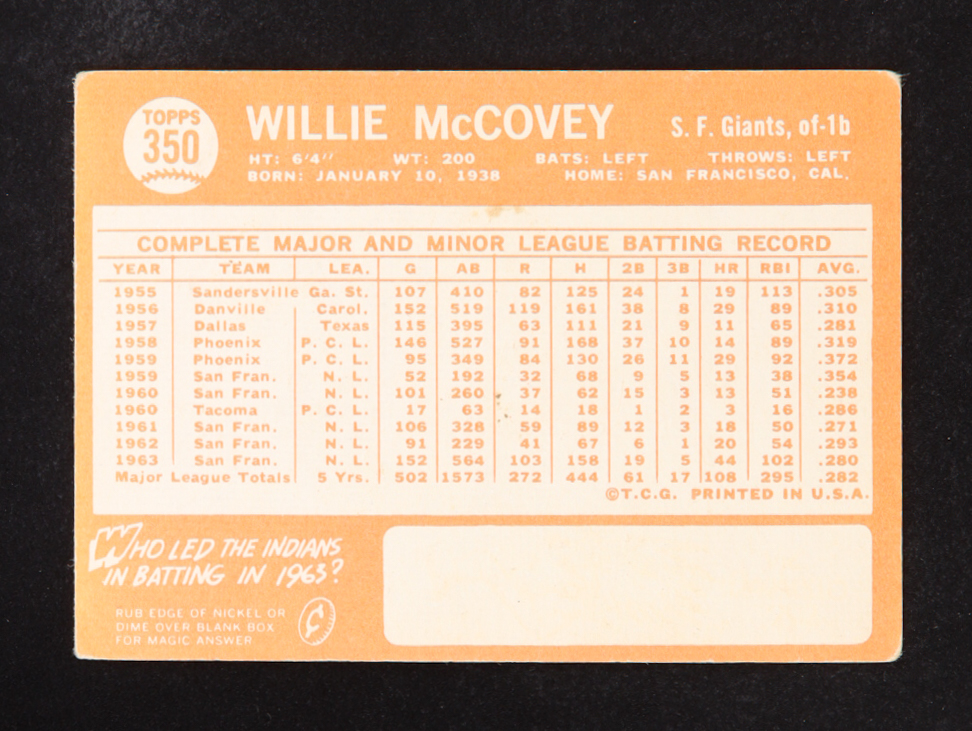 TOPPS
350
WILLIE McCOVEY
S. F. Giants, of-1b
HT: 6'4" WT: 200 BATS: LEFT THROWS: LEFT
BORN: JANUARY 10, 1938 HOME: SAN FRANCISCO, CAL.
COMPLETE MAJOR AND MINOR LEAGUE BATTING RECORD
YEAR TEAM LEA. G AB R H 2B 3B HR RBI AVG.
1955 Sandersville Ga. St. 107 410 82 125 24 1 19 113 .305
1956 Danville Carol. 152 519 119 161 38 8 29 89 .310
1957 Dallas Texas 115 395 63 111 21 9 11 65 .281
1958 Phoenix P. C. L. 146 527 91 168 37 10 14 89 .319
1959 Phoenix P. C. L. 95 349 84 130 26 11 29 92 .372
1959 San Fran. N. L. 52 192 32 68 9 5 13 38 .354
1960 San Fran. N. L. 101 260 37 62 15 3 13 51 .238
1960 Tacoma P. C. L. 17 63 14 18 1 2 3 16 .286
1961 San Fran. N. L. 106 328 59 89 12 3 18 50 .271
1962 San Fran. N. L. 91 229 41 67 6 1 20 54 .293
1963 San Fran. N. L. 152 564 103 158 19 5 44 102 .280
Major League Totals 5 Yrs. 502 1573 272 444 61 17 108 295 .282
©T.C.G. PRINTED IN U.S.A.
WHO LED THE INDIANS
IN BATTING IN 1963?
RUB EDGE OF NICKEL OR
DIME OVER BLANK BOX
FOR MAGIC ANSWER
¢